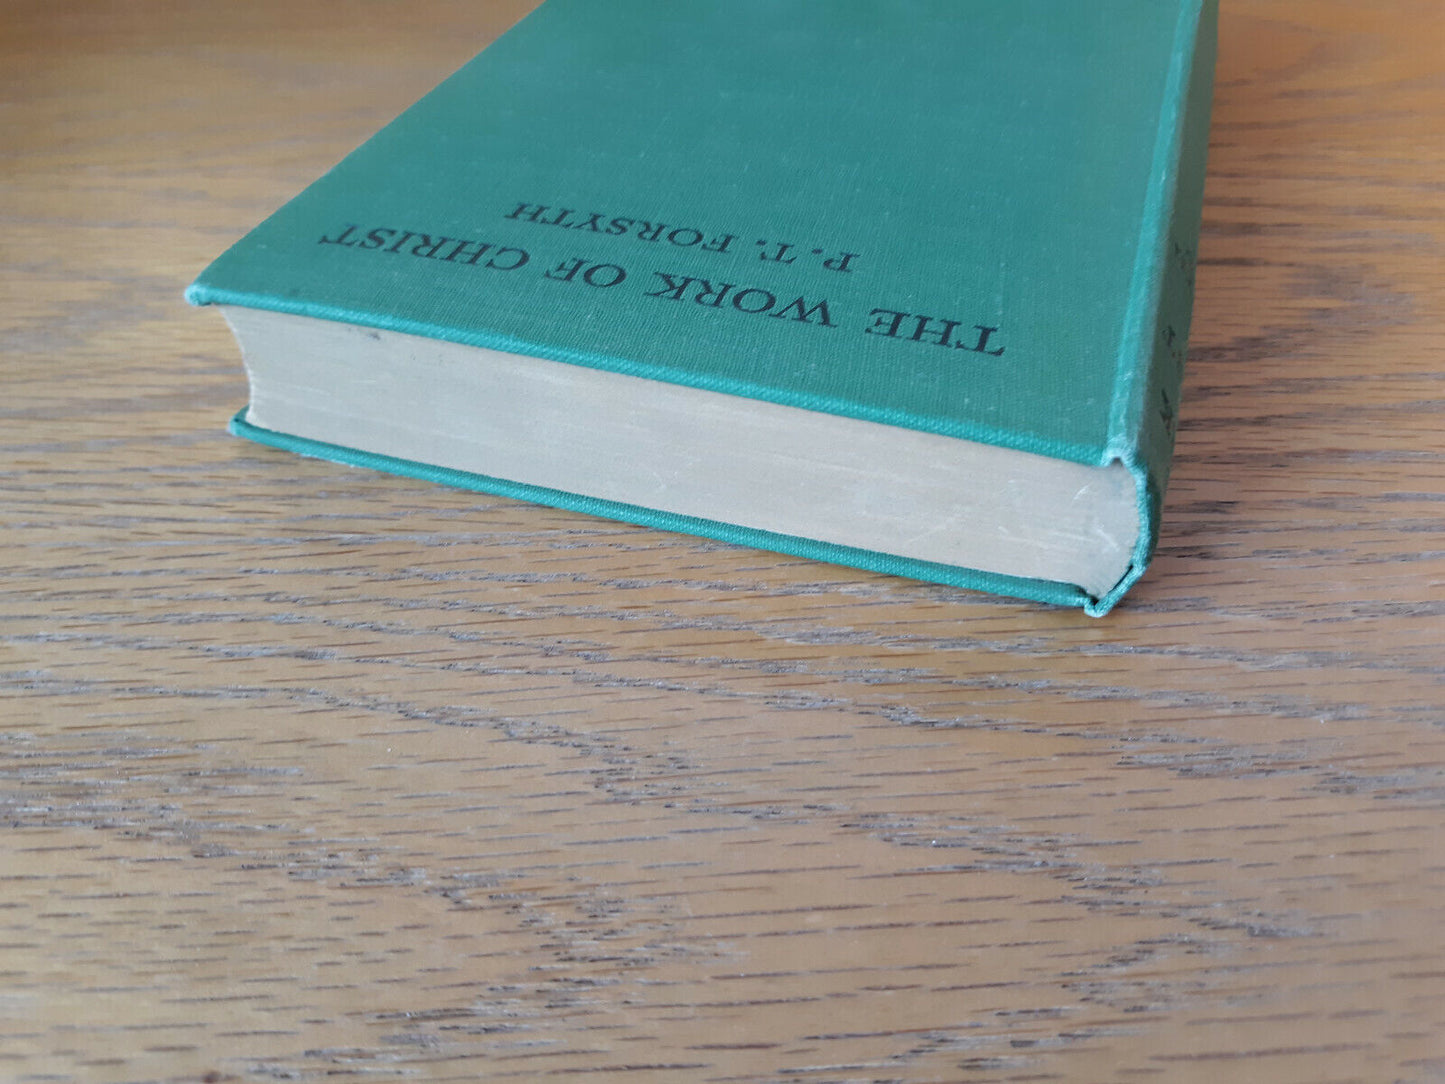 THE WORK OF CHRIST
P. T. FORSYTH